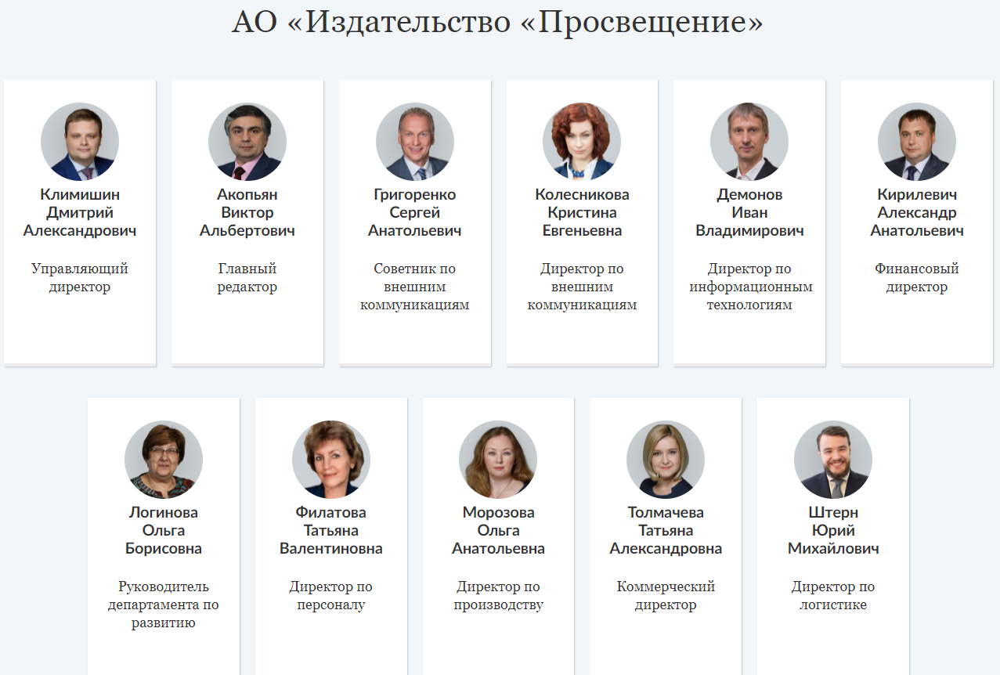 АО «Издательство «Просвещение»
Климишин
Дмитрий
Александрович
Управляющий
директор
Акопьян
Виктор
Альбертович
Главный
редактор
Григоренко
Сергей
Анатольевич
Советник по
внешним
коммуникациям
Колесникова
Кристина
Евгеньевна
Директор по
внешним
коммуникациям
Демонов
Иван
Владимирович
Директор по
информационным
технологиям
Кирилевич
Александр
Анатольевич
Финансовый
директор
Логинова
Ольга
Борисовна
Руководитель
департамента по
развитию
Филатова
Татьяна
Валентиновна
Директор по
персоналу
Морозова
Ольга
Анатольевна
Директор по
производству
Толмачева
Татьяна
Александровна
Коммерческий
директор
Штерн
Юрий
Михайлович
Директор по
логистике